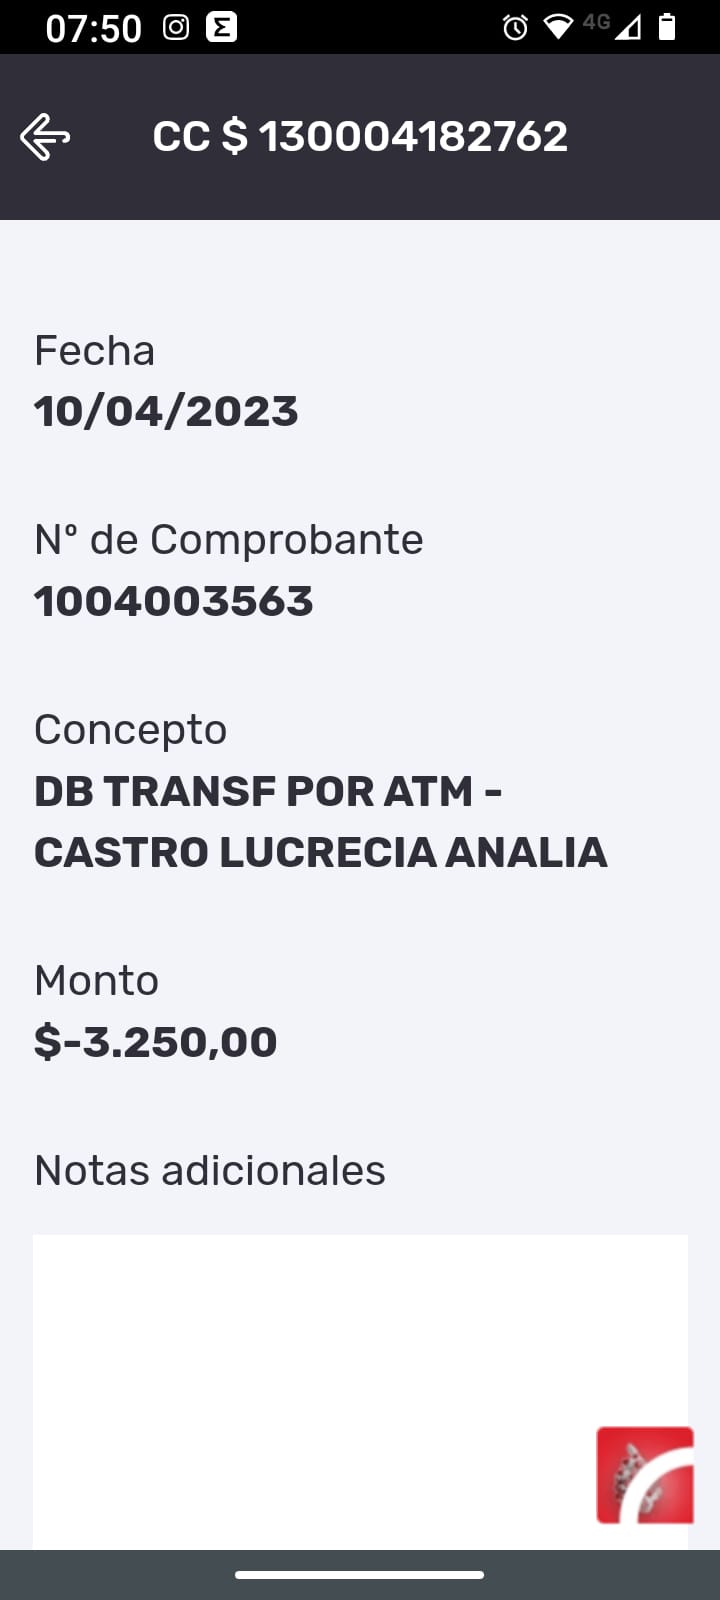 07:50
4G
CC $ 130004182762
Fecha
10/04/2023
Nº de Comprobante
1004003563
Concepto
DB TRANSF POR ATM -
CASTRO LUCRECIA ANALIA
Monto
$-3.250,00
Notas adicionales